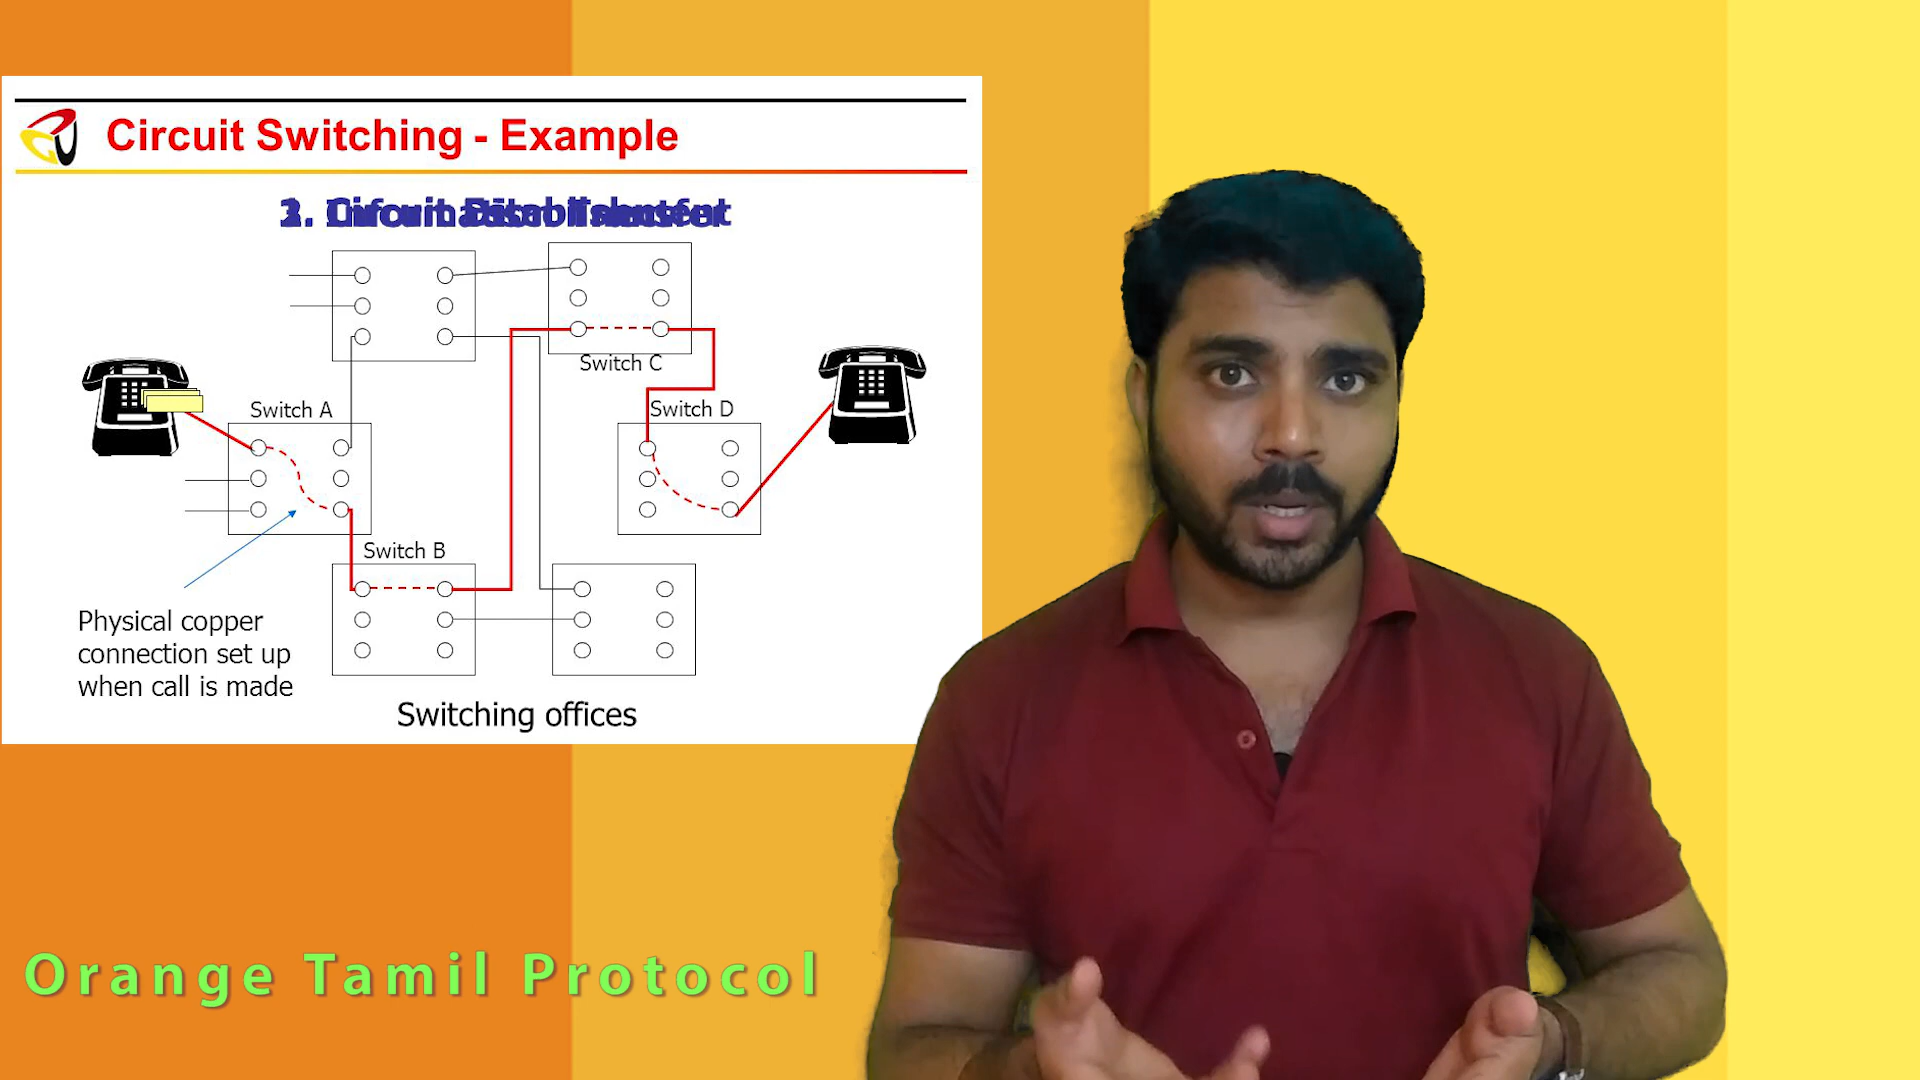 Circuit Switching - Example
Switch C
Switch A
Switch D
Switch B
Physical copper
connection set up
when call is made
Switching offices
Orange Tamil Protocol